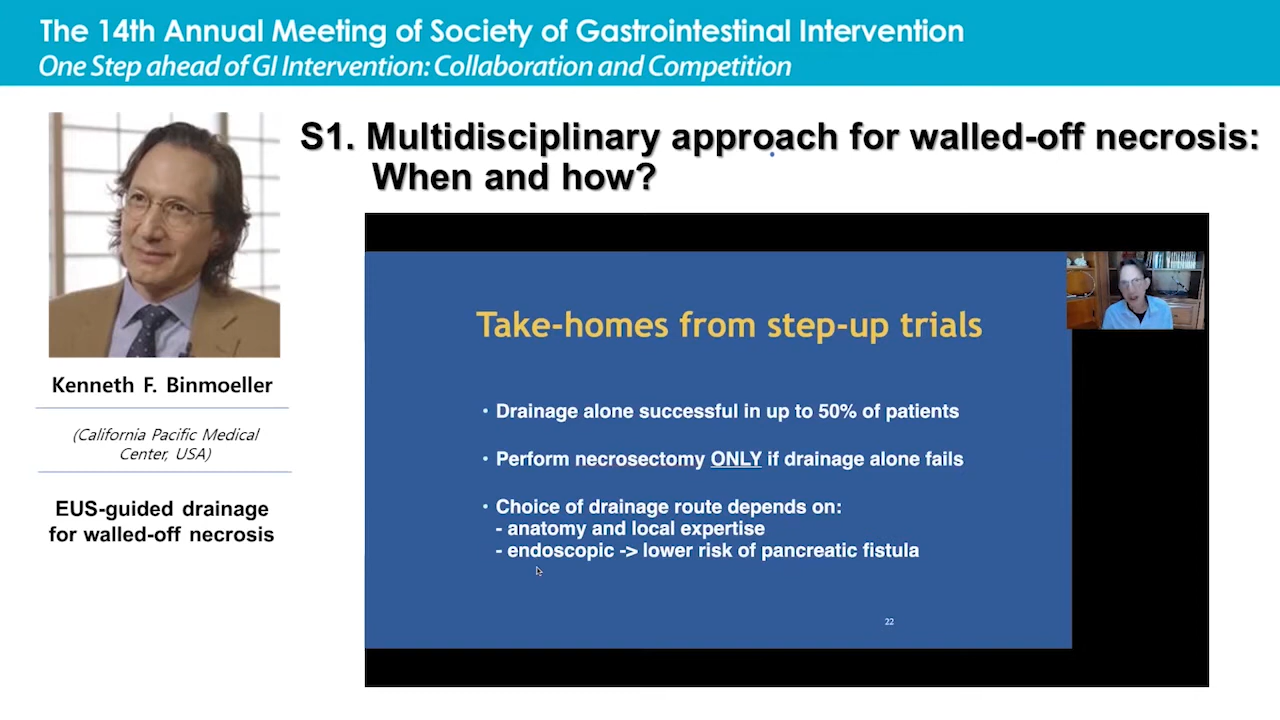 The 14th Annual Meeting of Society of Gastrointestinal Intervention
One Step ahead of GI Intervention: Collaboration and Competition
S1. Multidisciplinary approach for walled-off necrosis:
When and how?
Kenneth F. Binmoeller
(California Pacific Medical
Center, USA)
EUS-guided drainage
for walled-off necrosis
Take-homes from step-up trials
• Drainage alone successful in up to 50% of patients
• Perform necrosectomy ONLY if drainage alone fails
• Choice of drainage route depends on:
- anatomy and local expertise
- endoscopic -> lower risk of pancreatic fistula
22